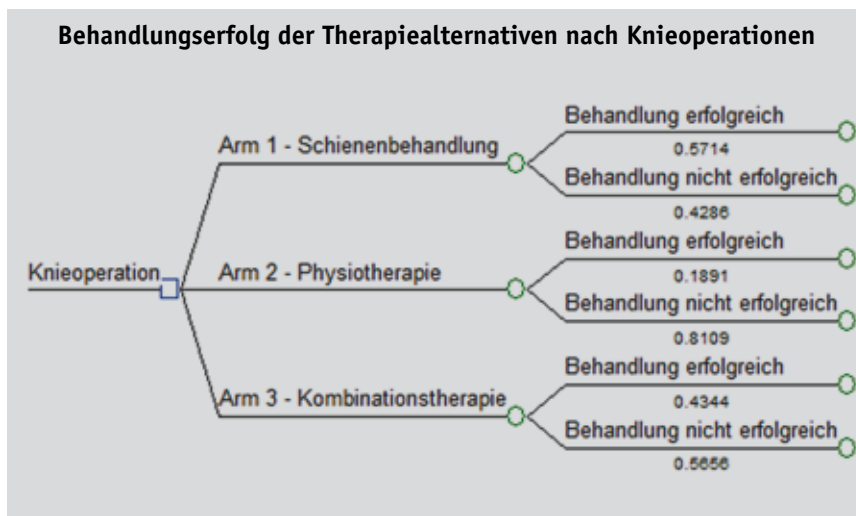 Behandlungserfolg der Therapiealternativen nach Knieoperationen
Knieoperation
Arm 1 - Schienenbehandlung
Behandlung erfolgreich
0.5714
Behandlung nicht erfolgreich
0.4286
Arm 2 - Physiotherapie
Behandlung erfolgreich
0.1891
Behandlung nicht erfolgreich
0.8109
Arm 3 - Kombinationstherapie
Behandlung erfolgreich
0.4344
Behandlung nicht erfolgreich
0.5656